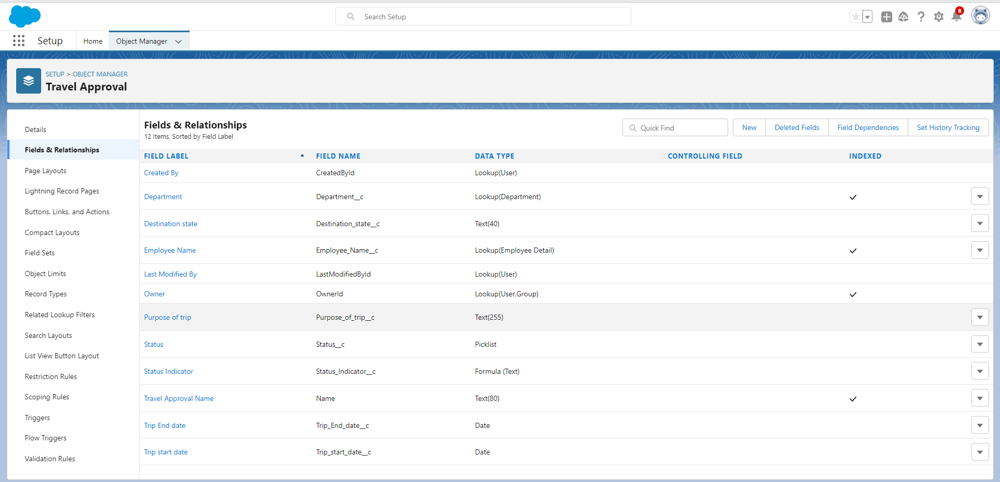 Search Setup
8
Setup
Home
Object Manager
SETUP > OBJECT MANAGER
Travel Approval
Details
Fields & Relationships
Page Layouts
Lightning Record Pages
Buttons, Links, and Actions
Compact Layouts
Field Sets
Object Limits
Record Types
Related Lookup Filters
Search Layouts
List View Button Layout
Restriction Rules
Scoping Rules
Triggers
Flow Triggers
Validation Rules
Fields & Relationships
12 Items, Sorted by Field Label
Quick Find
New
Deleted Fields
Field Dependencies
Set History Tracking
FIELD LABEL FIELD NAME DATA TYPE CONTROLLING FIELD INDEXED
Created By CreatedById Lookup(User)
Department Department__c Lookup(Department)
Destination state Destination_state__c Text(40)
Employee Name Employee_Name__c Lookup(Employee Detail)
Last Modified By LastModifiedById Lookup(User)
Owner OwnerId Lookup(User,Group)
Purpose of trip Purpose_of_trip__c Text(255)
Status Status__c Picklist
Status Indicator Status_Indicator__c Formula (Text)
Travel Approval Name Name Text(80)
Trip End date Trip_End_date__c Date
Trip start date Trip_start_date__c Date